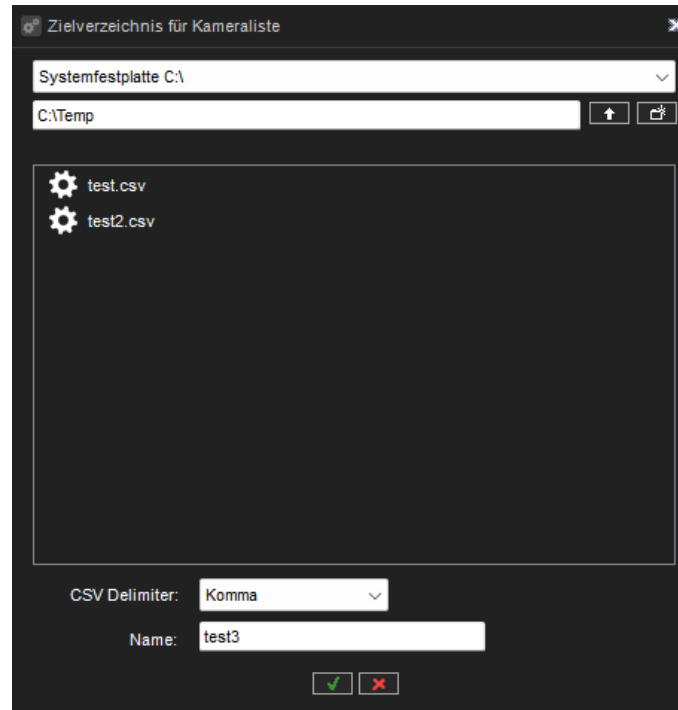 Zielverzeichnis für Kameraliste
Systemfestplatte C:\
C:\Temp
test.csv
test2.csv
CSV Delimiter: Komma
Name: test3